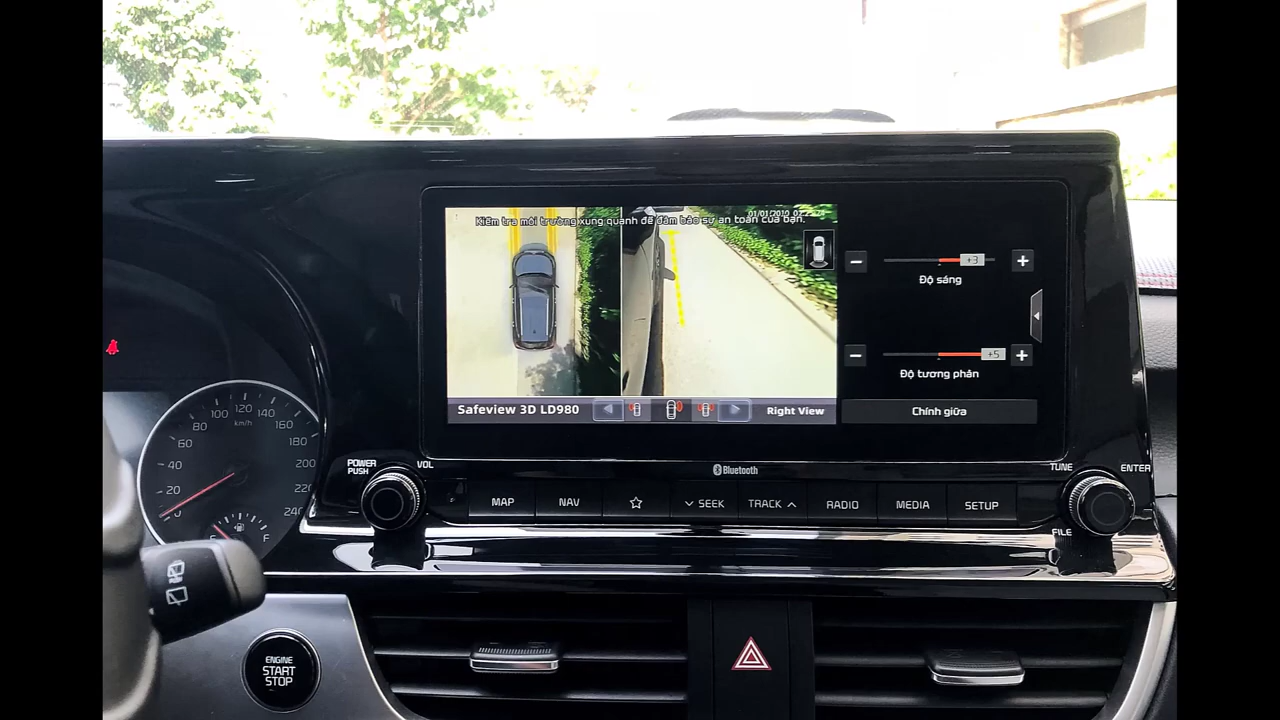 Kiểm tra môi trường xung quanh để đảm bảo sự an toàn của bạn.
01/01/2019
+3
Độ sáng
+5
Độ tương phản
Chính giữa
Safeview 3D LD980
Right View
Bluetooth
POWER
PUSH
VOL
TUNE
ENTER
FILE
MAP
NAV
SEEK
TRACK
RADIO
MEDIA
SETUP
0
20
40
60
80
100
120
140
160
180
200
220
240
km/h
F
ENGINE
START
STOP